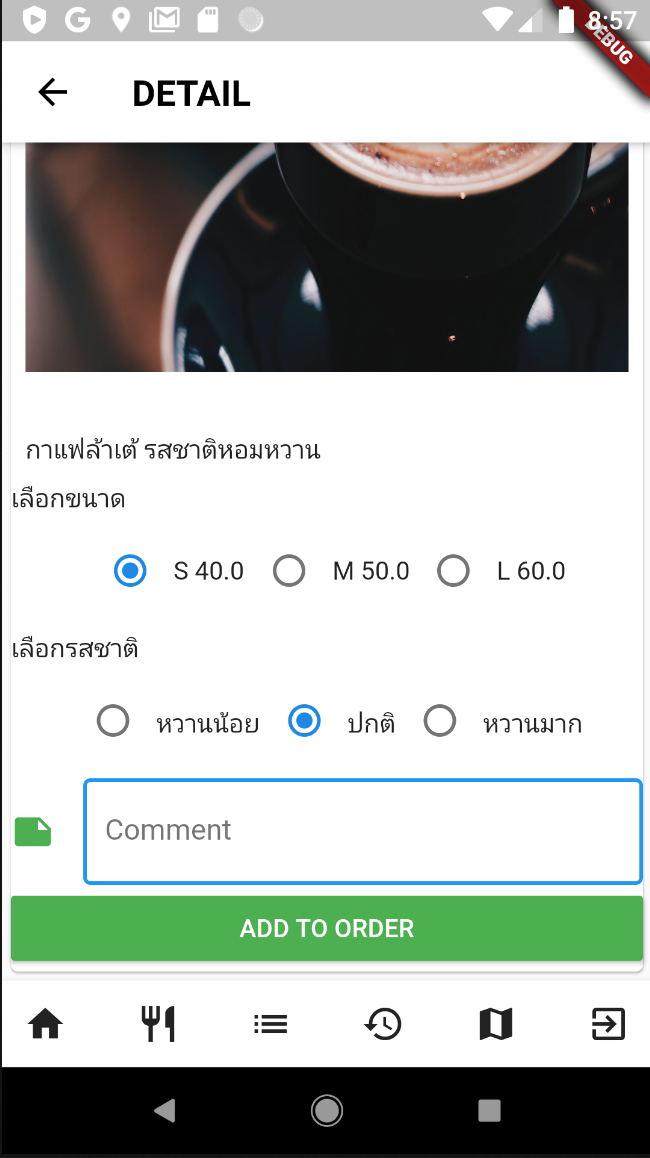 8:57
DEBUG
DETAIL
กาแฟล้าเต้ รสชาติหอมหวาน
เลือกขนาด
S 40.0 M 50.0 L 60.0
เลือกรสชาติ
หวานน้อย ปกติ หวานมาก
Comment
ADD TO ORDER